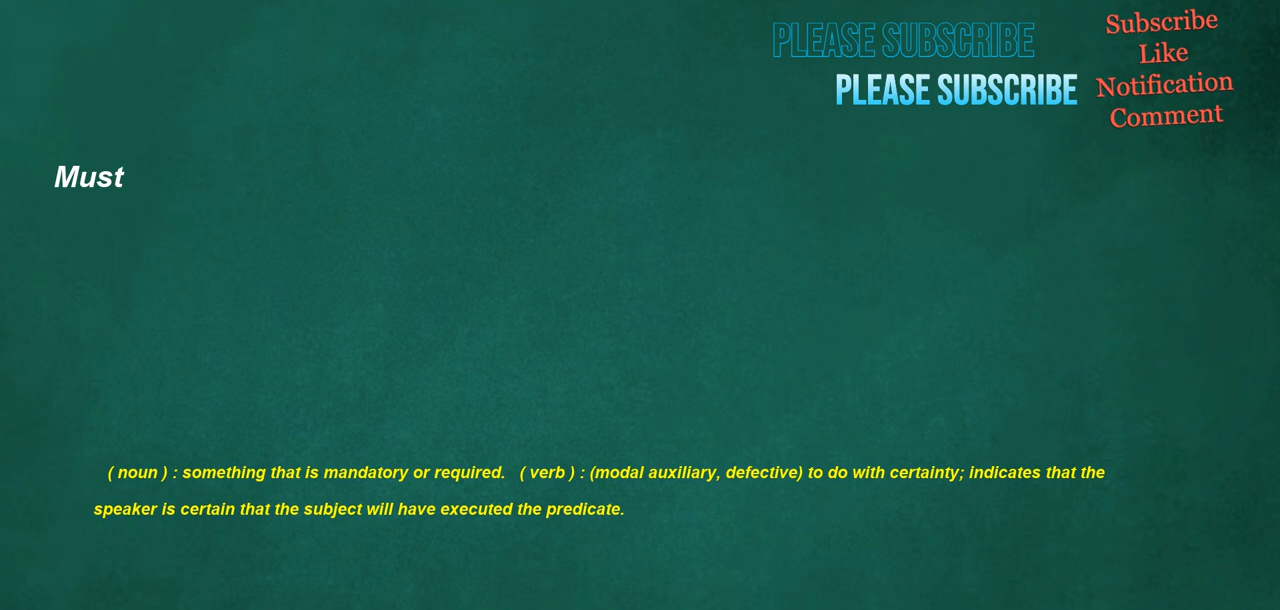 PLEASE SUBSCRIBE
PLEASE SUBSCRIBE
Subscribe
Like
Notification
Comment
Must
( noun ) : something that is mandatory or required. ( verb ) : (modal auxiliary, defective) to do with certainty; indicates that the
speaker is certain that the subject will have executed the predicate.